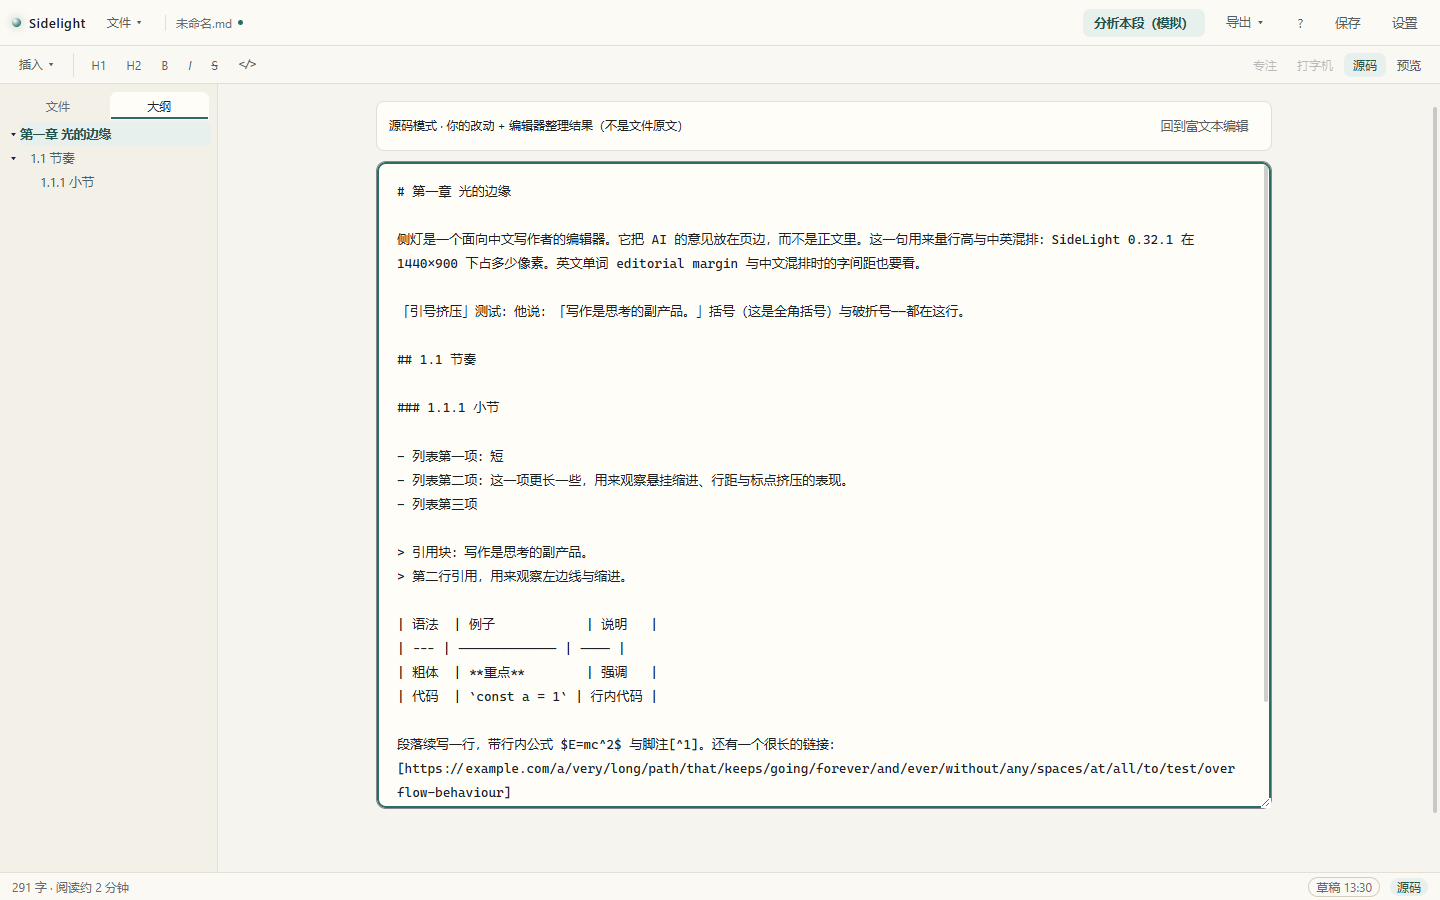 Sidelight 文件 未命名.md 分析本段（模拟） 导出 ? 保存 设置
插入 H1 H2 B I S </> 专注 打字机 源码 预览
文件 大纲
第一章 光的边缘
1.1 节奏
1.1.1 小节
源码模式 · 你的改动 + 编辑器整理结果（不是文件原文） 回到富文本编辑
# 第一章 光的边缘
侧灯是一个面向中文写作者的编辑器。它把 AI 的意见放在页边，而不是正文里。这一句用来量行高与中英混排：SideLight 0.32.1 在
1440×900 下占多少像素。英文单词 editorial margin 与中文混排时的字间距也要看。
「引号挤压」测试：他说：「写作是思考的副产品。」括号（这是全角括号）与破折号——都在这行。
## 1.1 节奏
### 1.1.1 小节
- 列表第一项：短
- 列表第二项：这一项更长一些，用来观察悬挂缩进、行距与标点挤压的表现。
- 列表第三项
> 引用块：写作是思考的副产品。
> 第二行引用，用来观察左边线与缩进。
| 语法 | 例子 | 说明 |
| --- | ------------- | ---- |
| 粗体 | **重点** | 强调 |
| 代码 | `const a = 1` | 行内代码 |
段落续写一行，带行内公式 $E=mc^2$ 与脚注[^1]。还有一个很长的链接：
[https://example.com/a/very/long/path/that/keeps/going/forever/and/ever/without/any/spaces/at/all/to/test/over
flow-behaviour]
291 字 · 阅读约 2 分钟 草稿 13:30 源码